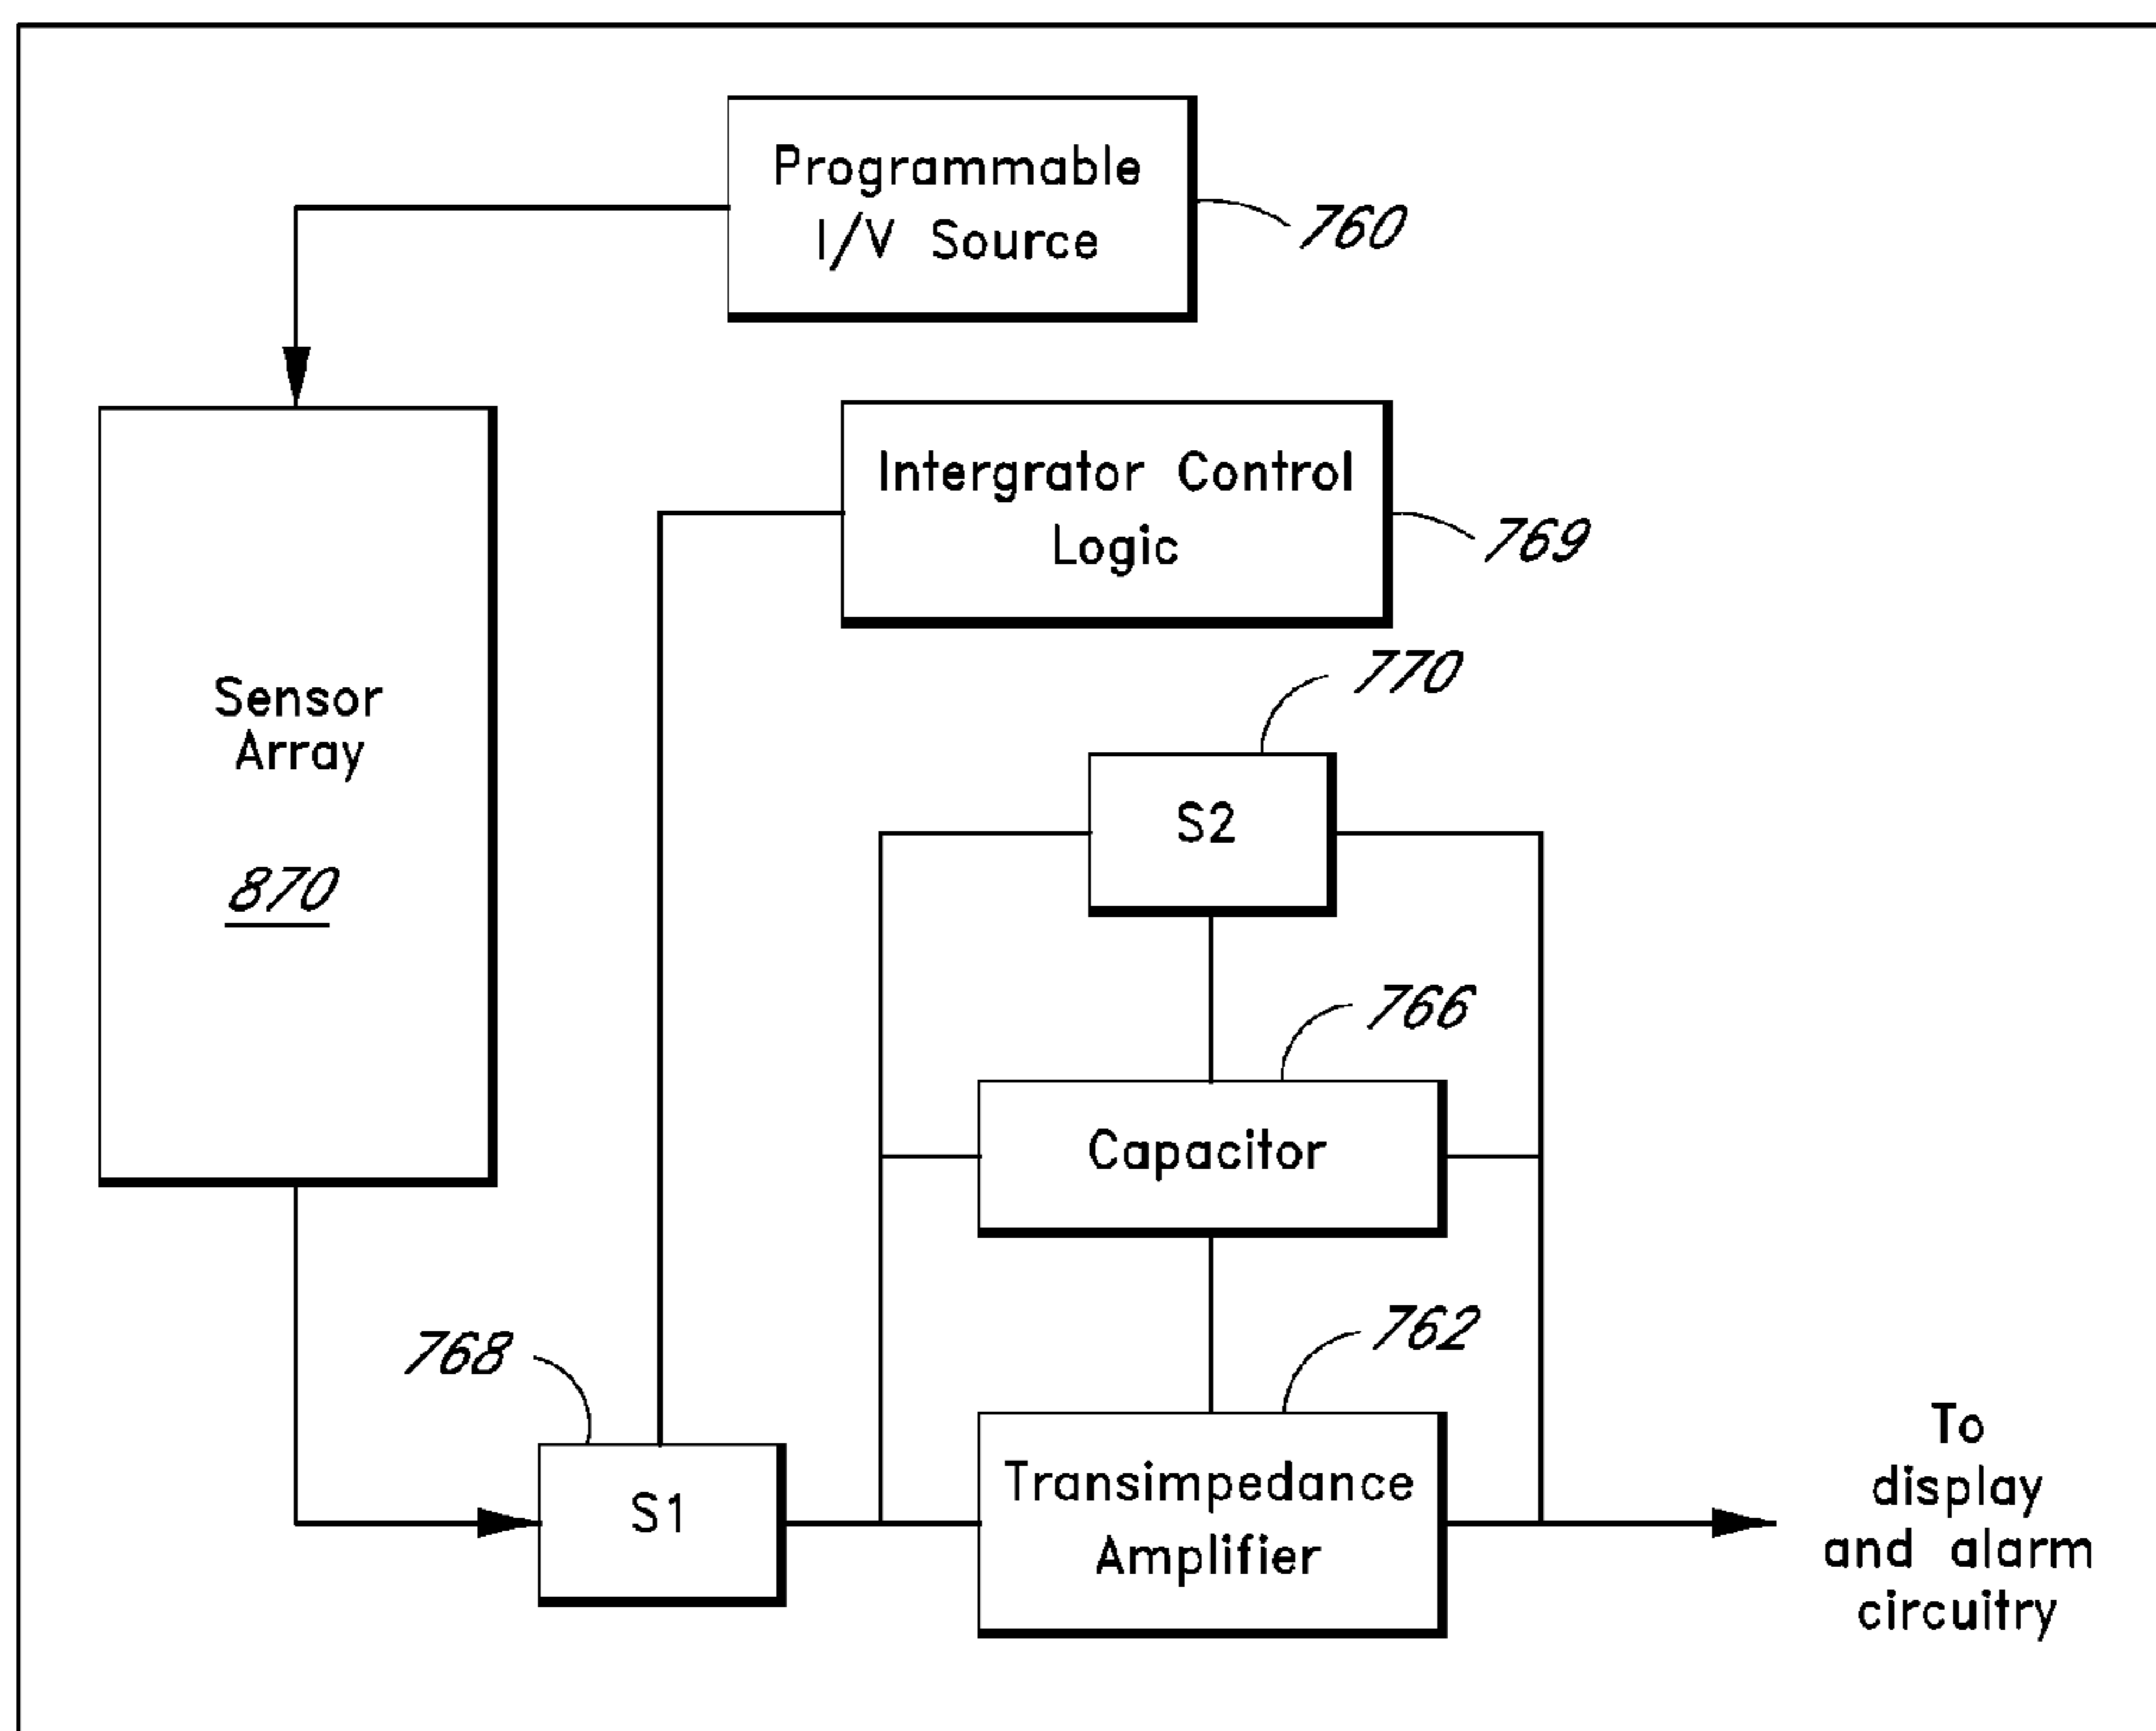 Programmable
I/V Source
760
Intergrator Control
Logic
769
Sensor
Array
870
770
S2
766
Capacitor
762
Transimpedance
Amplifier
768
S1
To
display
and alarm
circuitry